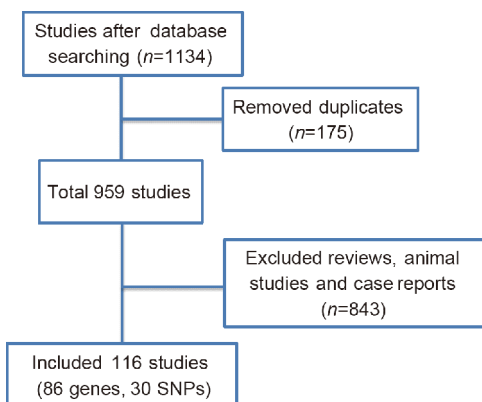 Studies after database
searching (n=1134)
Removed duplicates
(n=175)
Total 959 studies
Excluded reviews, animal
studies and case reports
(n=843)
Included 116 studies
(86 genes, 30 SNPs)